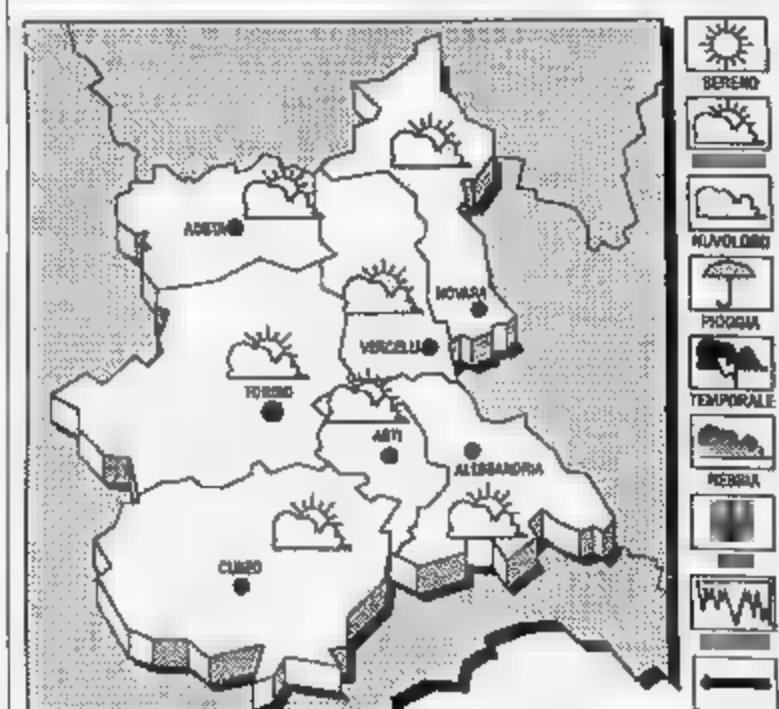 SERENO
AOSTA
NUVOLOSO
NOVARA
PIOGGIA
VERCELLI
TORINO
TEMPORALE
ASTI
ALESSANDRIA
NEBBIA
CUNEO